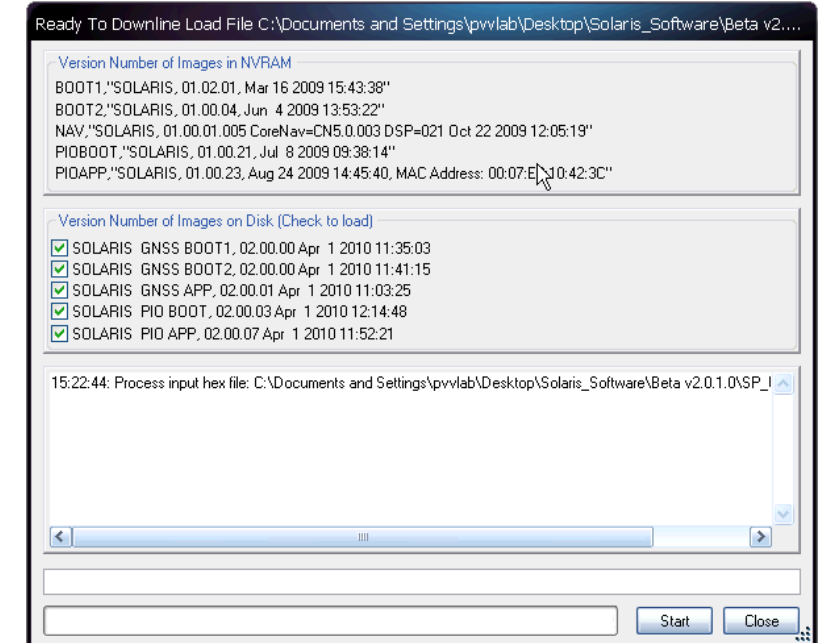 Ready To Downline Load File C:\Documents and Settings\pvvlab\Desktop\Solaris_Software\Beta v2....
Version Number of Images in NVRAM
BOOT1,"SOLARIS, 01.02.01, Mar 16 2009 15:43:38"
BOOT2,"SOLARIS, 01.00.04, Jun  4 2009 13:53:22"
NAV,"SOLARIS, 01.00.01.005 CoreNav=CN5.0.003 DSP=021 Oct 22 2009 12:05:19"
PIOBOOT,"SOLARIS, 01.00.21, Jul  8 2009 09:38:14"
PIOAPP,"SOLARIS, 01.00.23, Aug 24 2009 14:45:40, MAC Address: 00:07:E 10:42:3C"
Version Number of Images on Disk (Check to load)
SOLARIS  GNSS BOOT1, 02.00.00 Apr  1 2010 11:35:03
SOLARIS  GNSS BOOT2, 02.00.00 Apr  1 2010 11:41:15
SOLARIS  GNSS APP, 02.00.01 Apr  1 2010 11:03:25
SOLARIS  PIO BOOT, 02.00.03 Apr  1 2010 12:14:48
SOLARIS  PIO APP, 02.00.07 Apr  1 2010 11:52:21
15:22:44: Process input hex file: C:\Documents and Settings\pvvlab\Desktop\Solaris_Software\Beta v2.0.1.0\SP_
Start Close